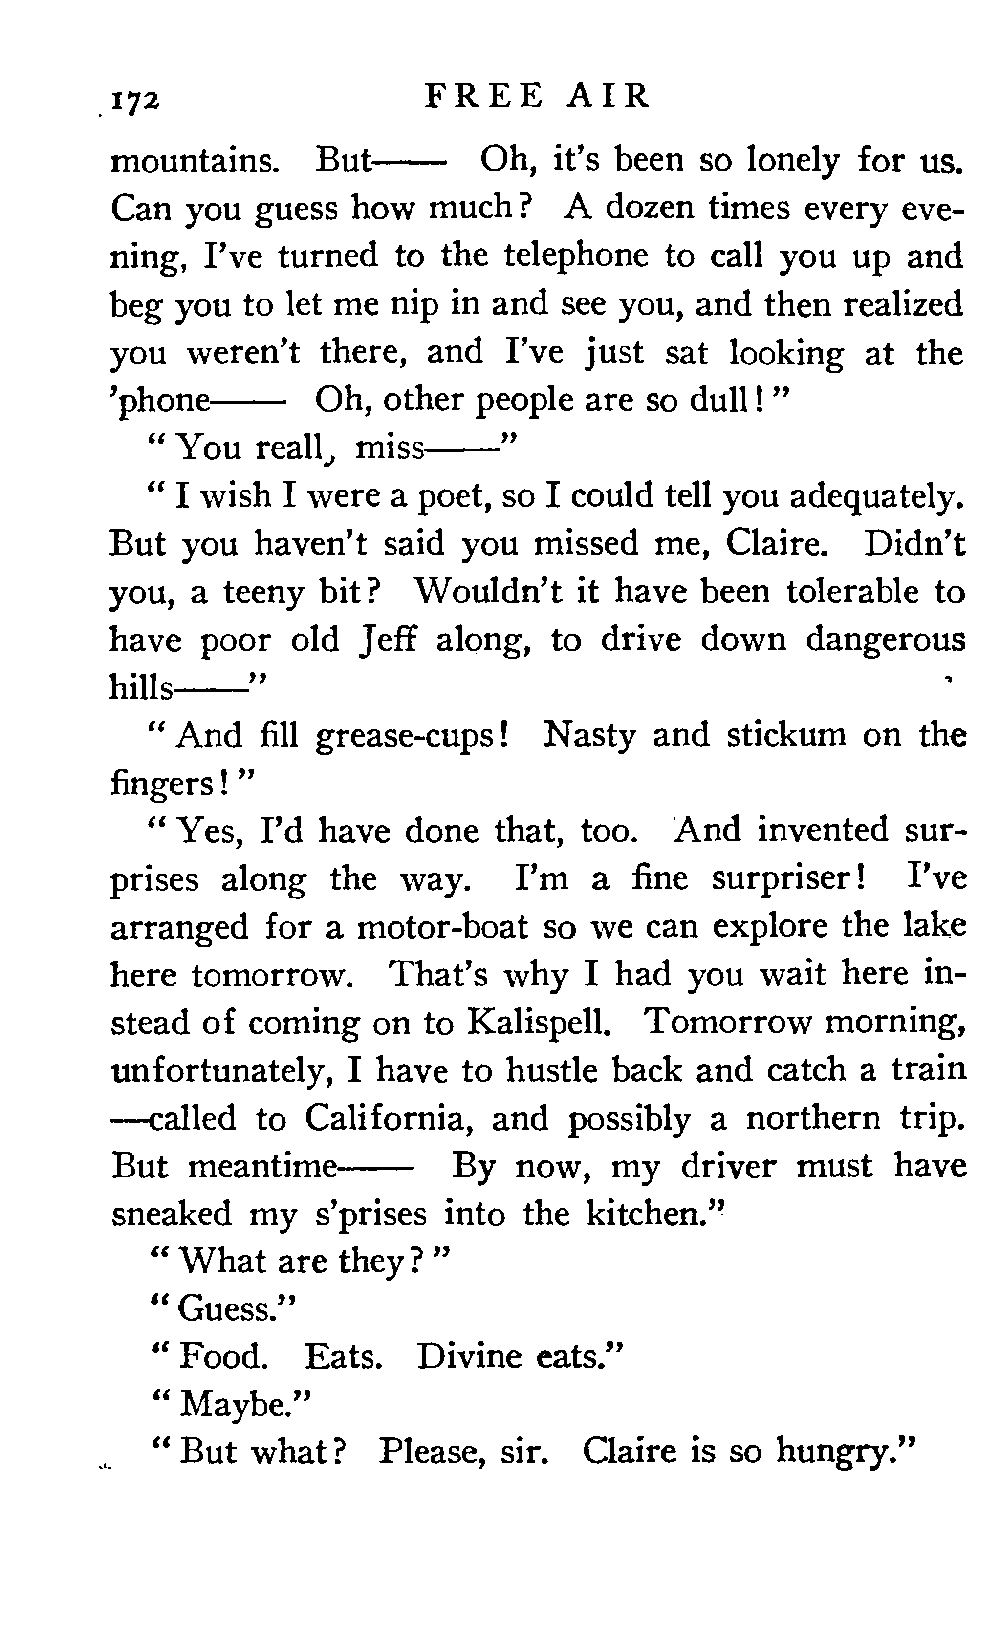 172 FREE AIR
mountains. But—— Oh, it's been so lonely for us.
Can you guess how much? A dozen times every eve-
ning, I've turned to the telephone to call you up and
beg you to let me nip in and see you, and then realized
you weren't there, and I've just sat looking at the
'phone—— Oh, other people are so dull!"
"You really miss——"
"I wish I were a poet, so I could tell you adequately.
But you haven't said you missed me, Claire. Didn't
you, a teeny bit? Wouldn't it have been tolerable to
have poor old Jeff along, to drive down dangerous
hills——"
"And fill grease-cups! Nasty and stickum on the
fingers!"
"Yes, I'd have done that, too. And invented sur-
prises along the way. I'm a fine surpriser! I've
arranged for a motor-boat so we can explore the lake
here tomorrow. That's why I had you wait here in-
stead of coming on to Kalispell. Tomorrow morning,
unfortunately, I have to hustle back and catch a train
—called to California, and possibly a northern trip.
But meantime—— By now, my driver must have
sneaked my s'prises into the kitchen."
"What are they?"
"Guess."
"Food. Eats. Divine eats."
"Maybe."
"But what? Please, sir. Claire is so hungry."